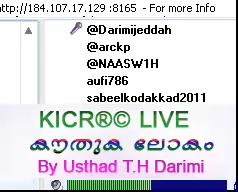 http://184.107.17.129 :8165 - For more Info
@Darimijeddah
@arckp
@NAASW1H
aufi786
sabeelkodakkad2011
KICR®© LIVE
കൗതുക ലോകം
By Usthad T.H Darimi